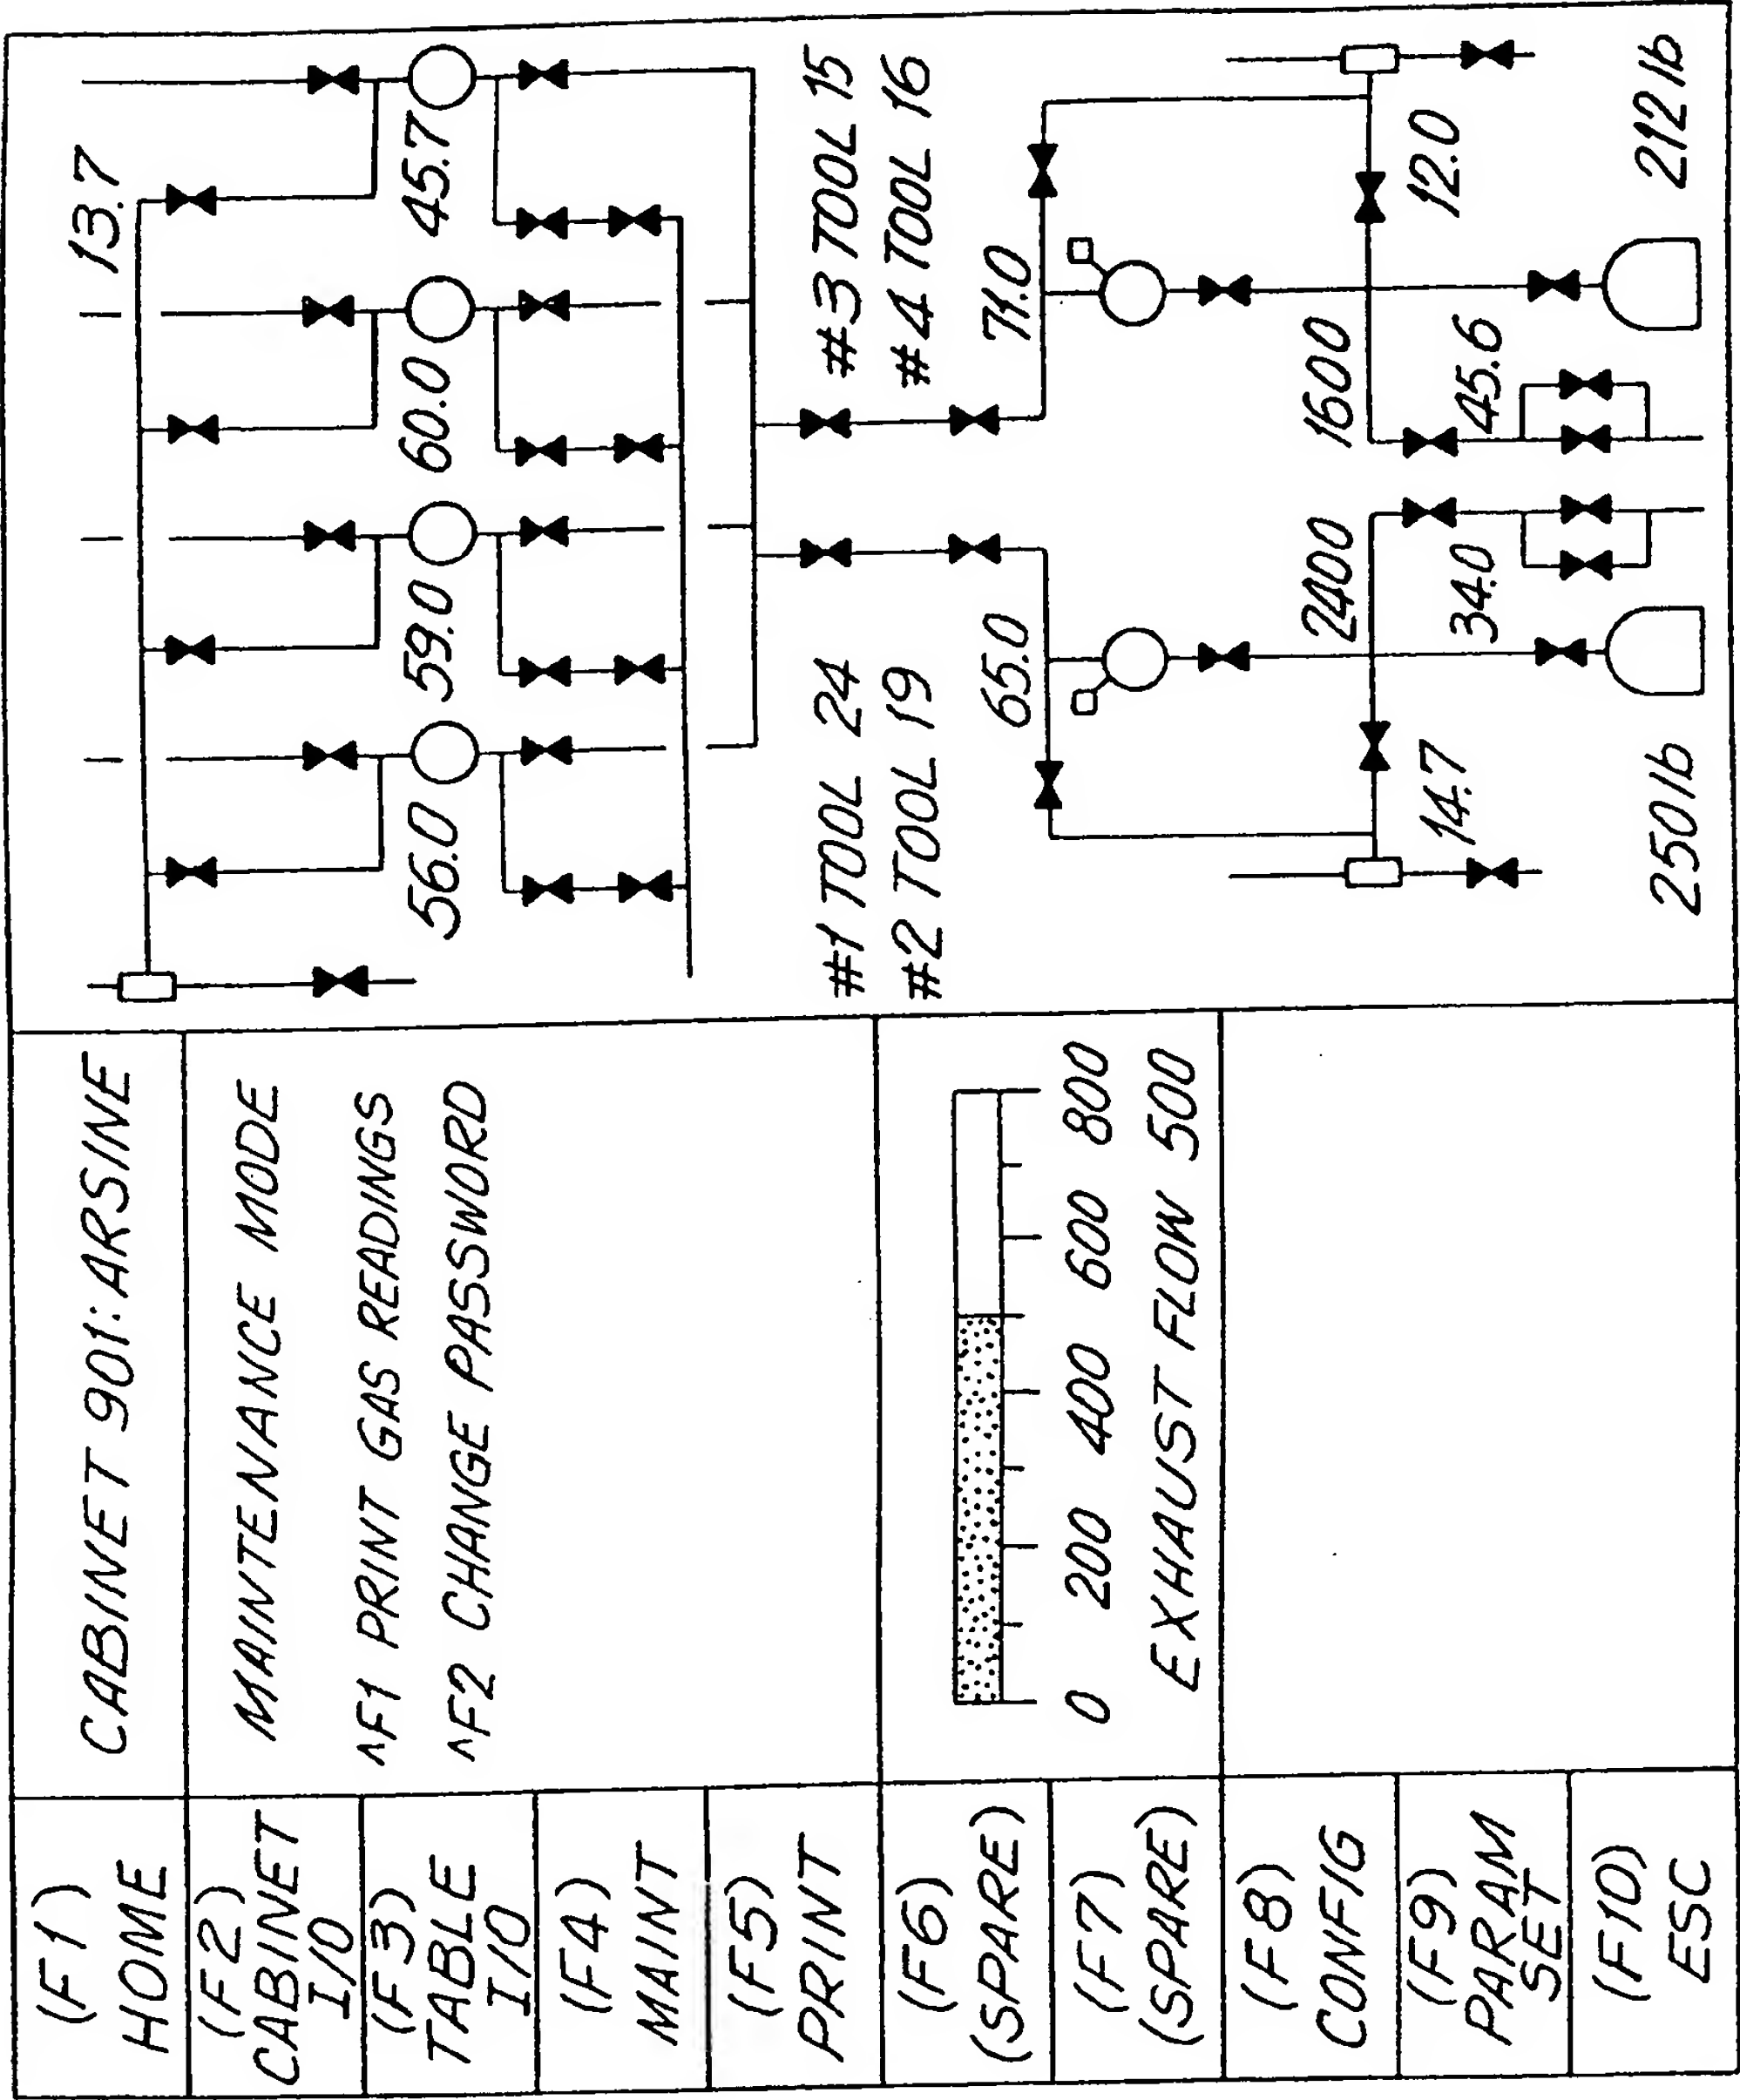 (F1)
HOME
(F2)
CABINET
I/O
(F3)
TABLE
I/O
(F4)
MAINT
(F5)
PRINT
(F6)
(SPARE)
(F7)
(SPARE)
(F8)
CONFIG
(F9)
PARAM
SET
(F10)
ESC
CABINET 901:ARSINE
MAINTENANCE MODE
^F1 PRINT GAS READINGS
^F2 CHANGE PASSWORD
0 200 400 600 800
EXHAUST FLOW 500
13.7
56.0 59.0 60.0 45.7
#1 TOOL 24 #3 TOOL 15
#2 TOOL 19 #4 TOOL 16
65.0 71.0
2400 1600
14.7 34.0 45.6 12.0
250 lb 212 lb